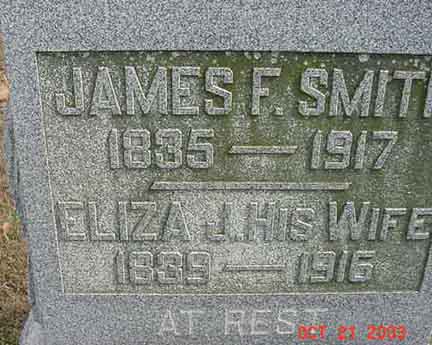 JAMES F. SMITH
1835 — 1917
ELIZA J. HIS WIFE
1839 — 1916
AT REST
OCT 21 2003